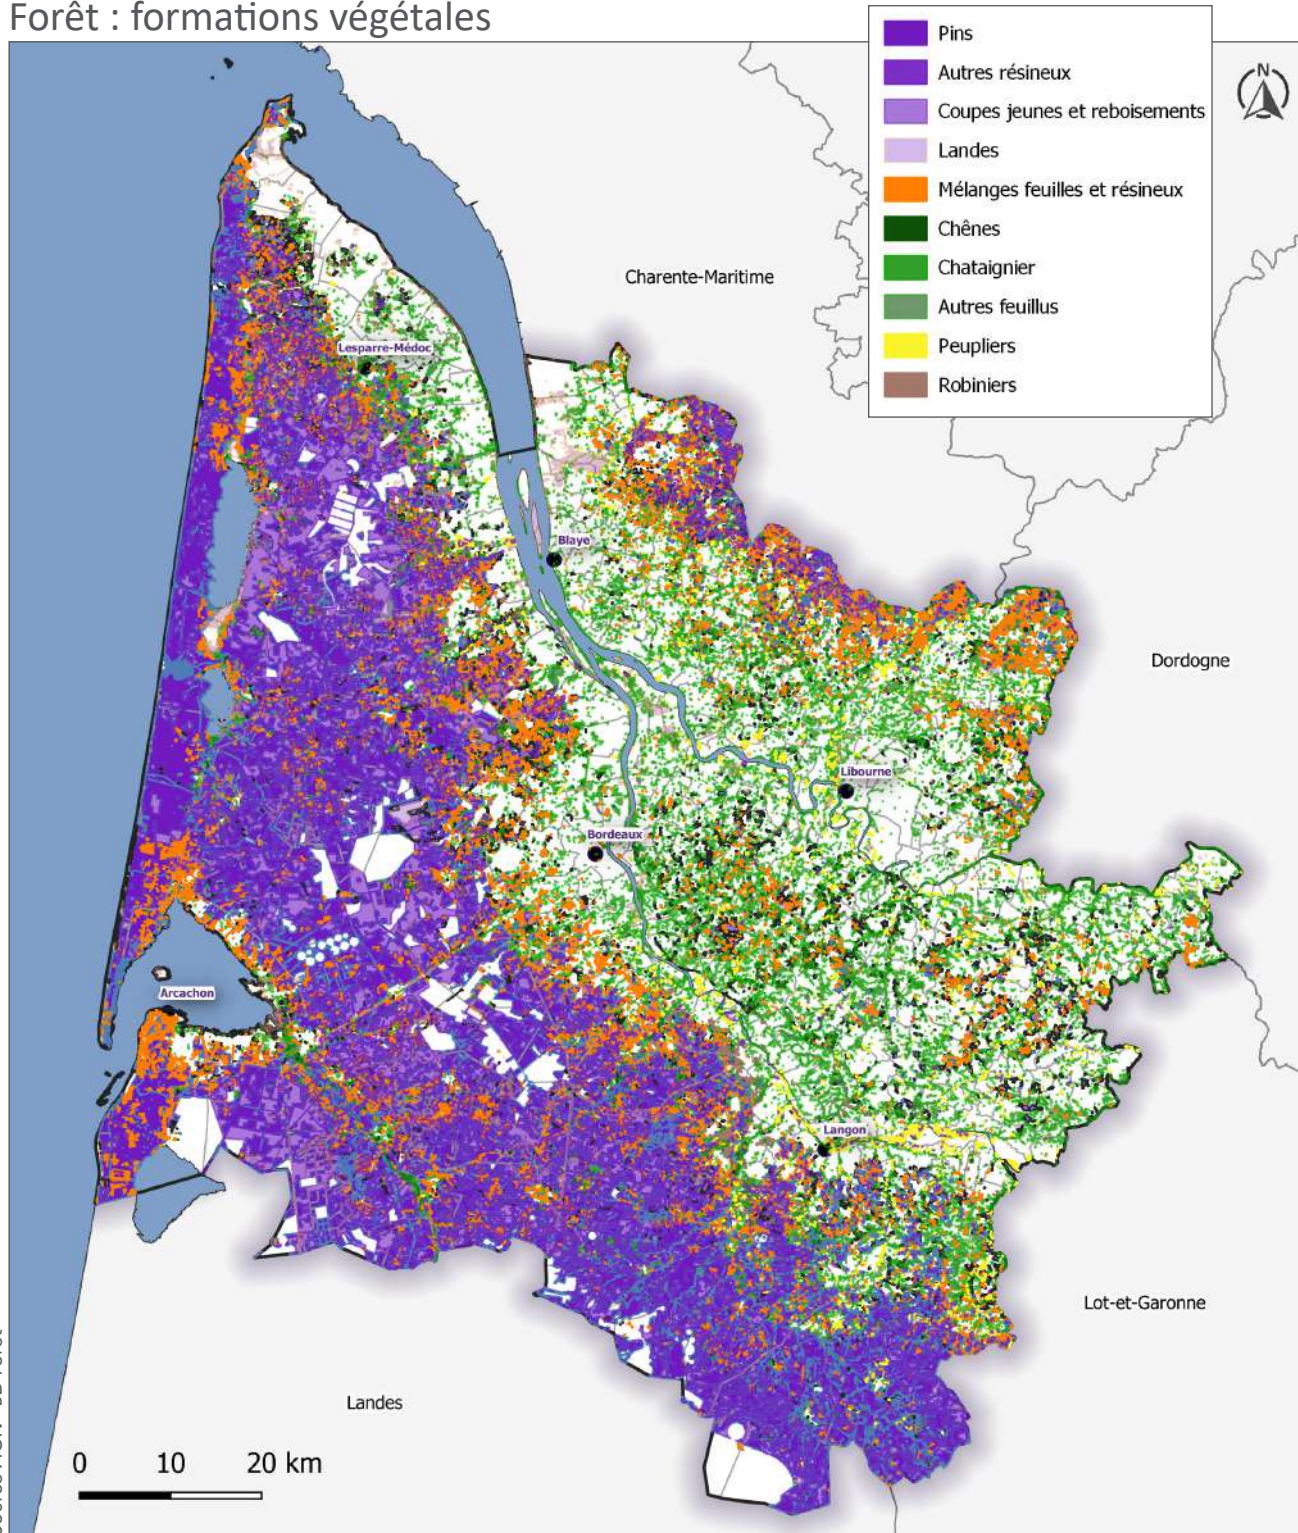 Forêt : formations végétales
Pins
Autres résineux
Coupes jeunes et reboisements
Landes
Mélanges feuilles et résineux
Chênes
Chataignier
Autres feuillus
Peupliers
Robiniers
N
Charente-Maritime
Lesparre-Médoc
Blaye
Dordogne
Libourne
Bordeaux
Arcachon
Langon
Lot-et-Garonne
Landes
0 10 20 km